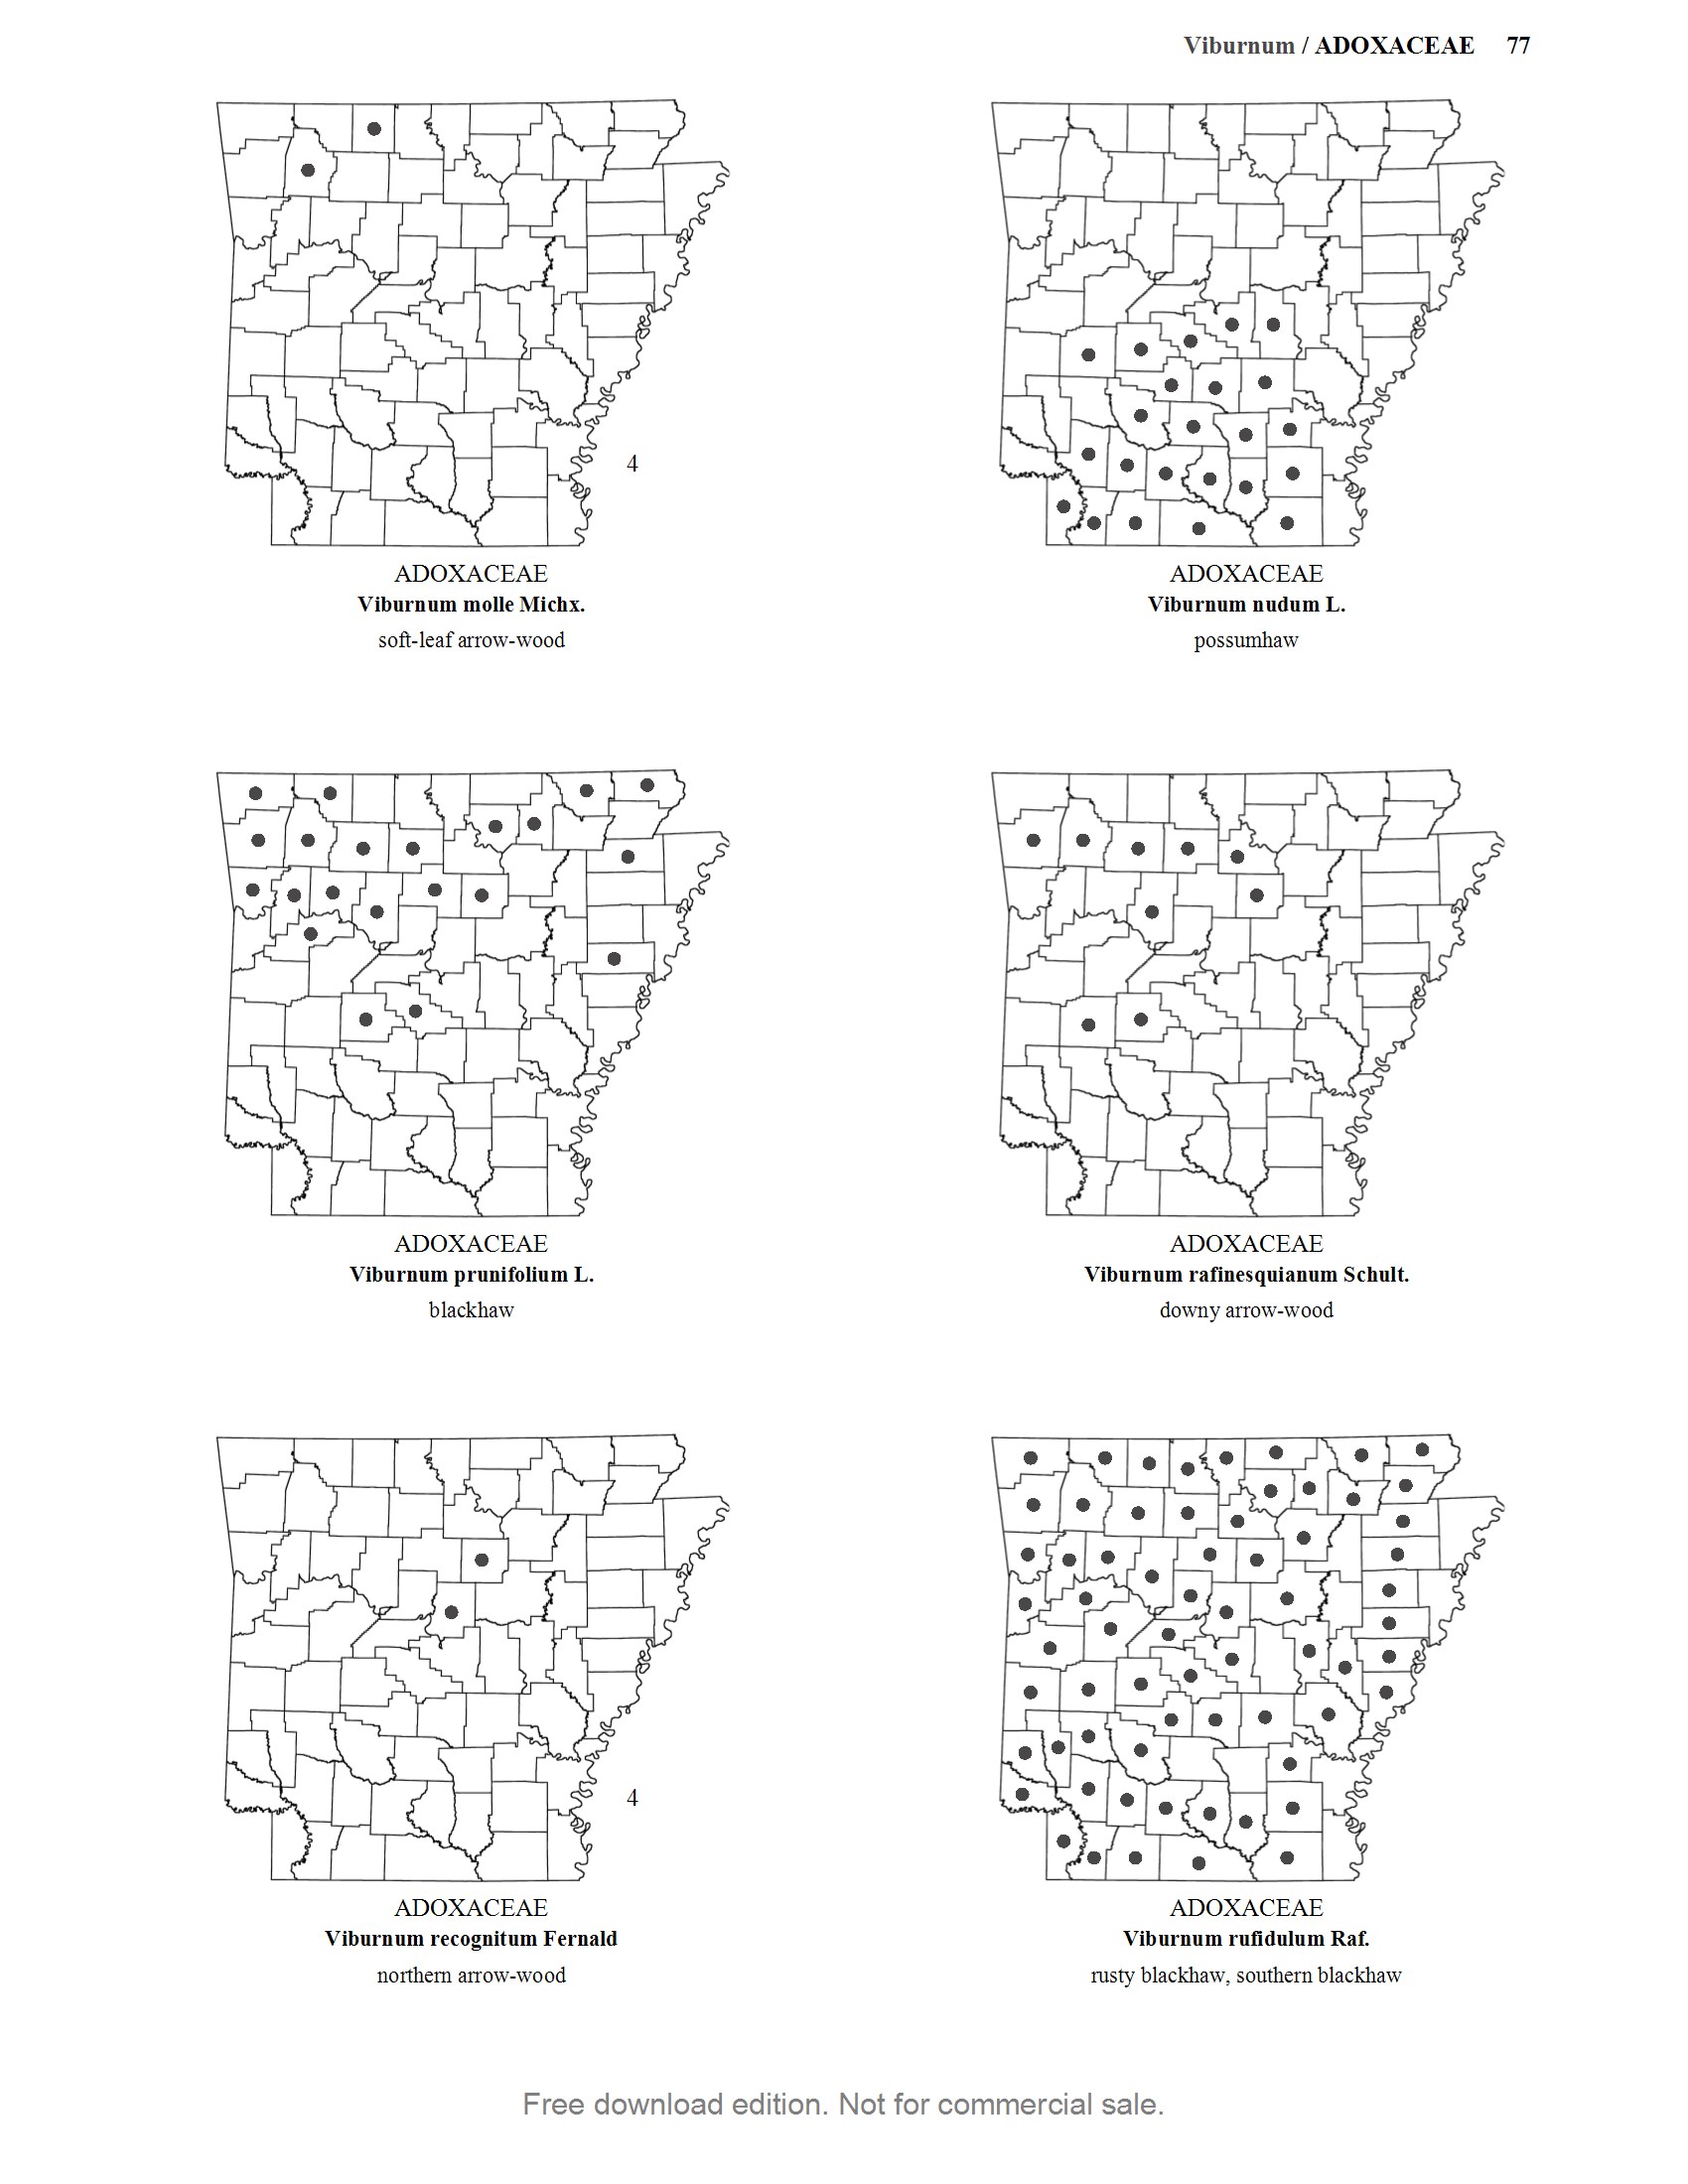 Viburnum / ADOXACEAE 77
4
ADOXACEAE
Viburnum molle Michx.
soft-leaf arrow-wood
ADOXACEAE
Viburnum nudum L.
possumhaw
ADOXACEAE
Viburnum prunifolium L.
blackhaw
ADOXACEAE
Viburnum rafinesquianum Schult.
downy arrow-wood
4
ADOXACEAE
Viburnum recognitum Fernald
northern arrow-wood
ADOXACEAE
Viburnum rufidulum Raf.
rusty blackhaw, southern blackhaw
Free download edition. Not for commercial sale.